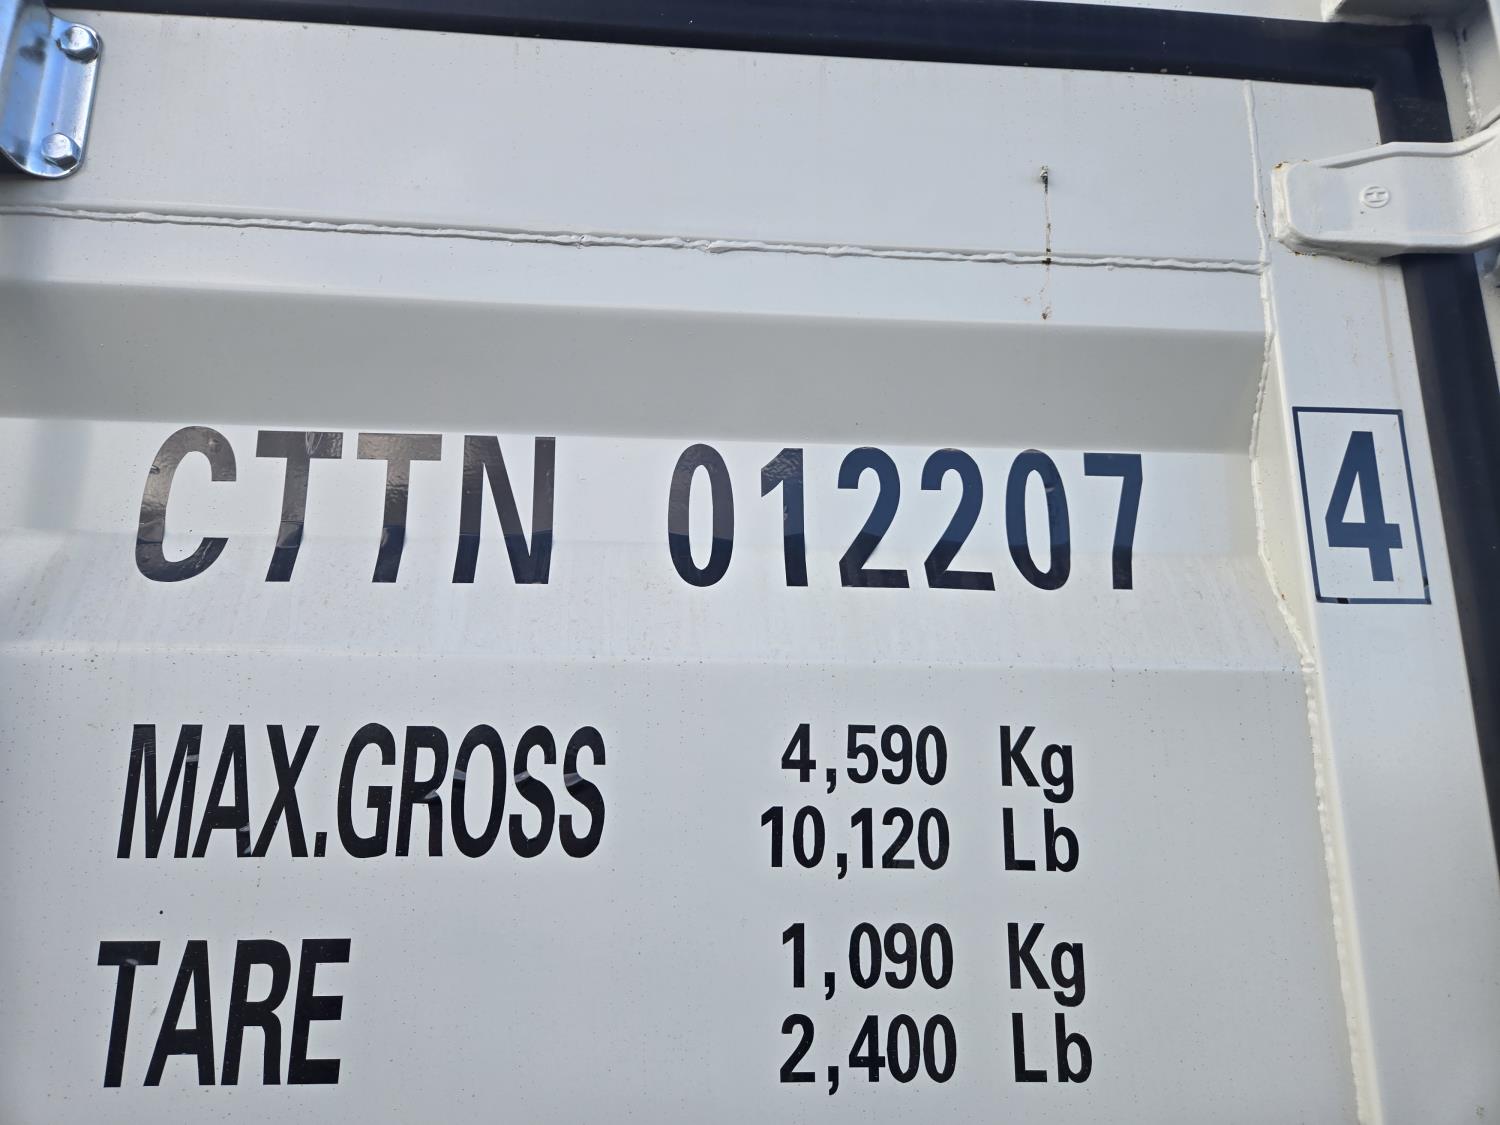 CTTN 012207 4
MAX.GROSS 4,590 Kg
10,120 Lb
TARE 1,090 Kg
2,400 Lb
H